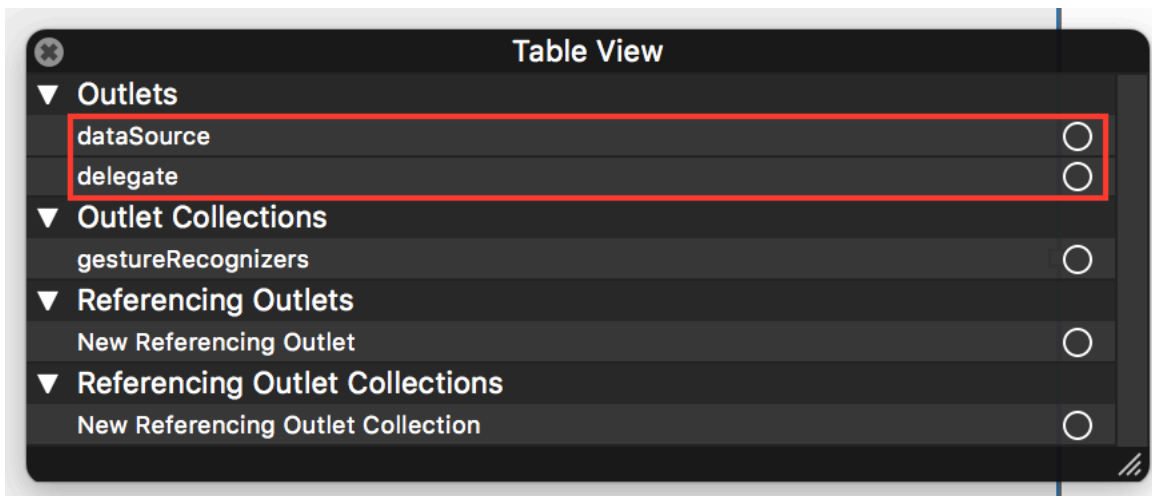 Table View
Outlets
dataSource
delegate
Outlet Collections
gestureRecognizers
Referencing Outlets
New Referencing Outlet
Referencing Outlet Collections
New Referencing Outlet Collection